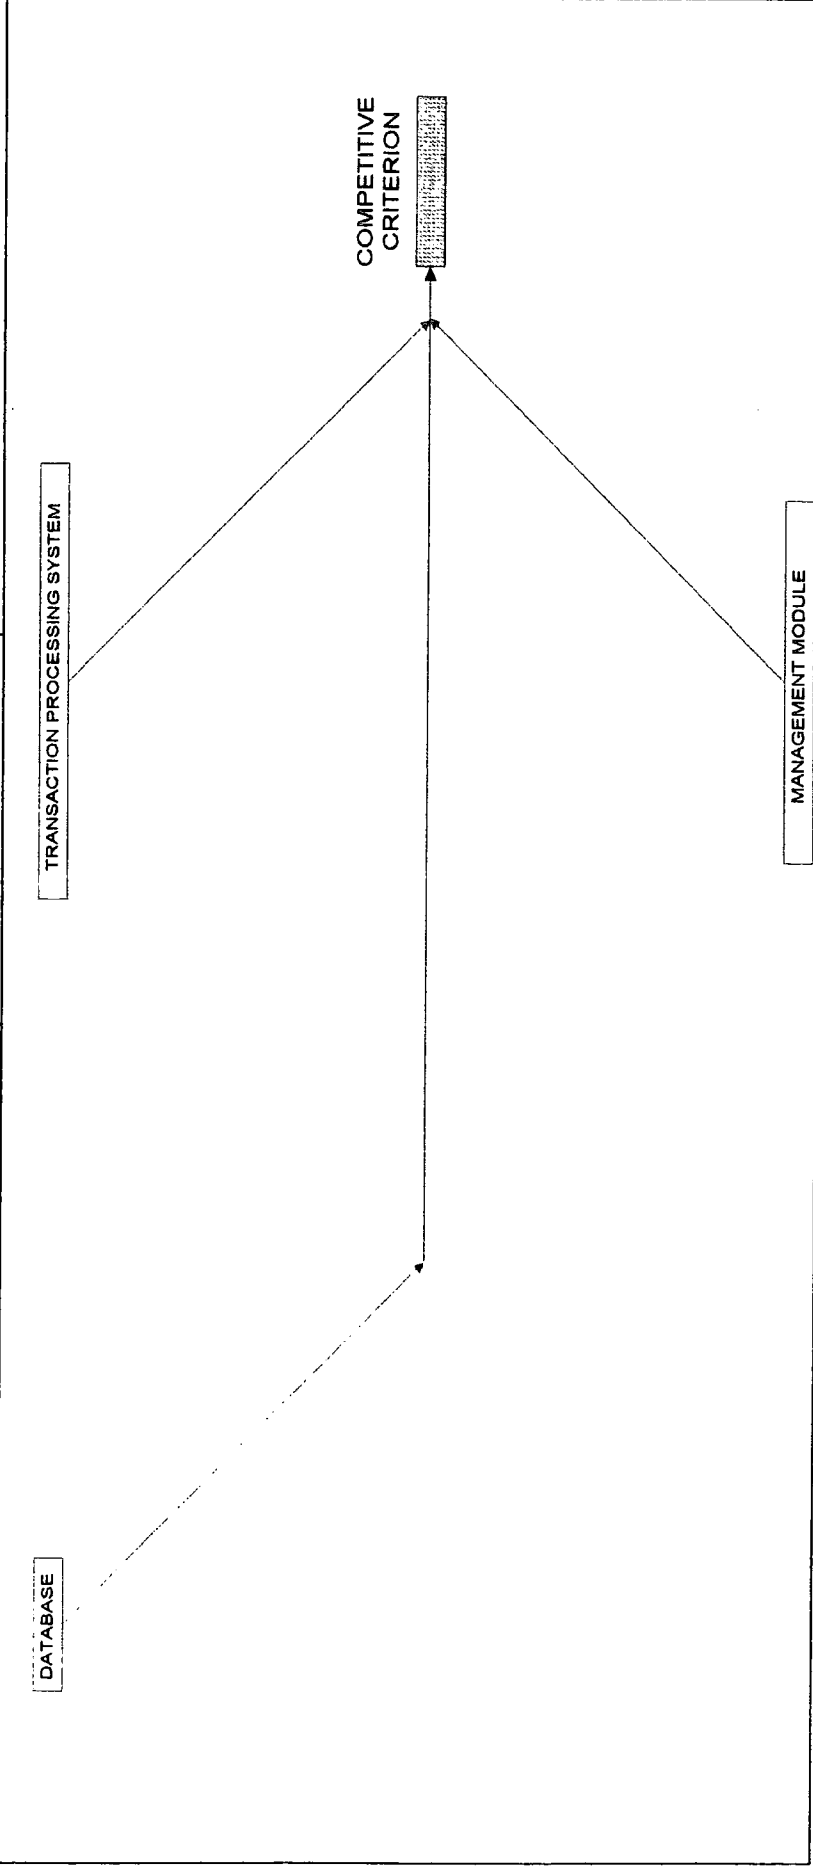 DATABASE
TRANSACTION PROCESSING SYSTEM
COMPETITIVE
CRITERION
MANAGEMENT MODULE